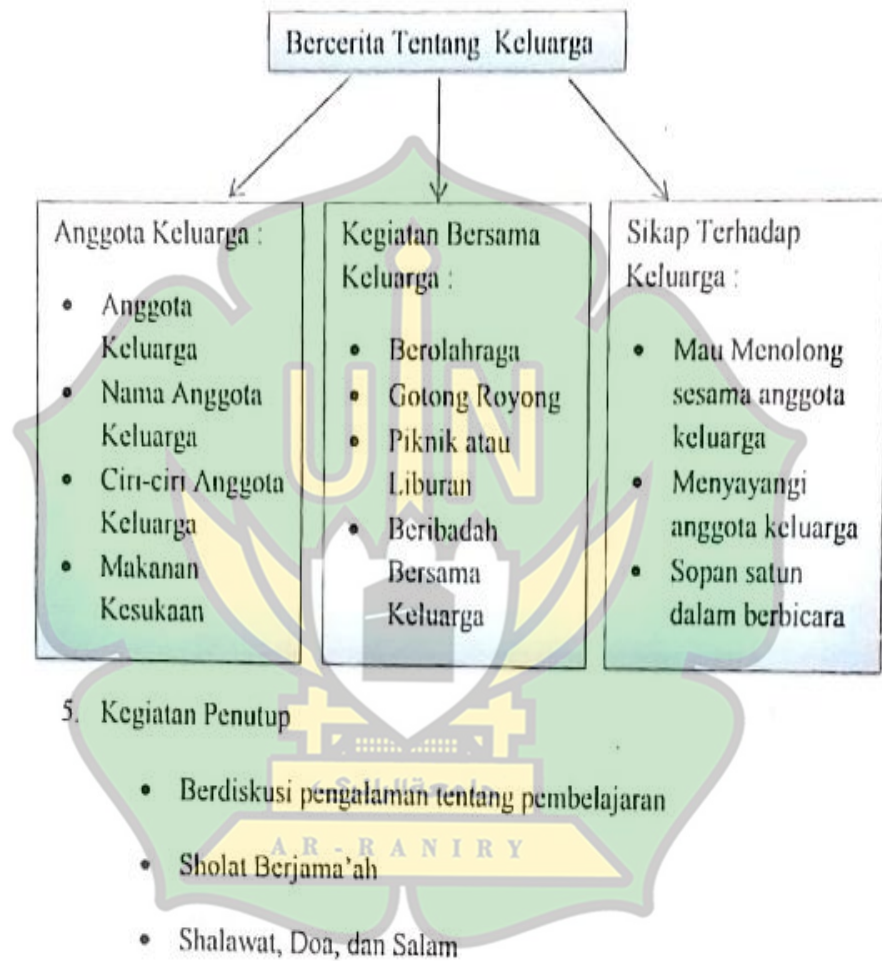 Bercerita Tentang Keluarga
Anggota Keluarga :
• Anggota
Keluarga
• Nama Anggota
Keluarga
• Ciri-ciri Anggota
Keluarga
• Makanan
Kesukaan
Kegiatan Bersama
Keluarga :
• Berolahraga
• Gotong Royong
• Piknik atau
Liburan
• Beribadah
Bersama
Keluarga
Sikap Terhadap
Keluarga :
• Mau Menolong
sesama anggota
keluarga
• Menyayangi
anggota keluarga
• Sopan satun
dalam berbicara
UIN
5. Kegiatan Penutup
• Berdiskusi pengalaman tentang pembelajaran
AR-RANIRY
• Sholat Berjama’ah
• Shalawat, Doa, dan Salam